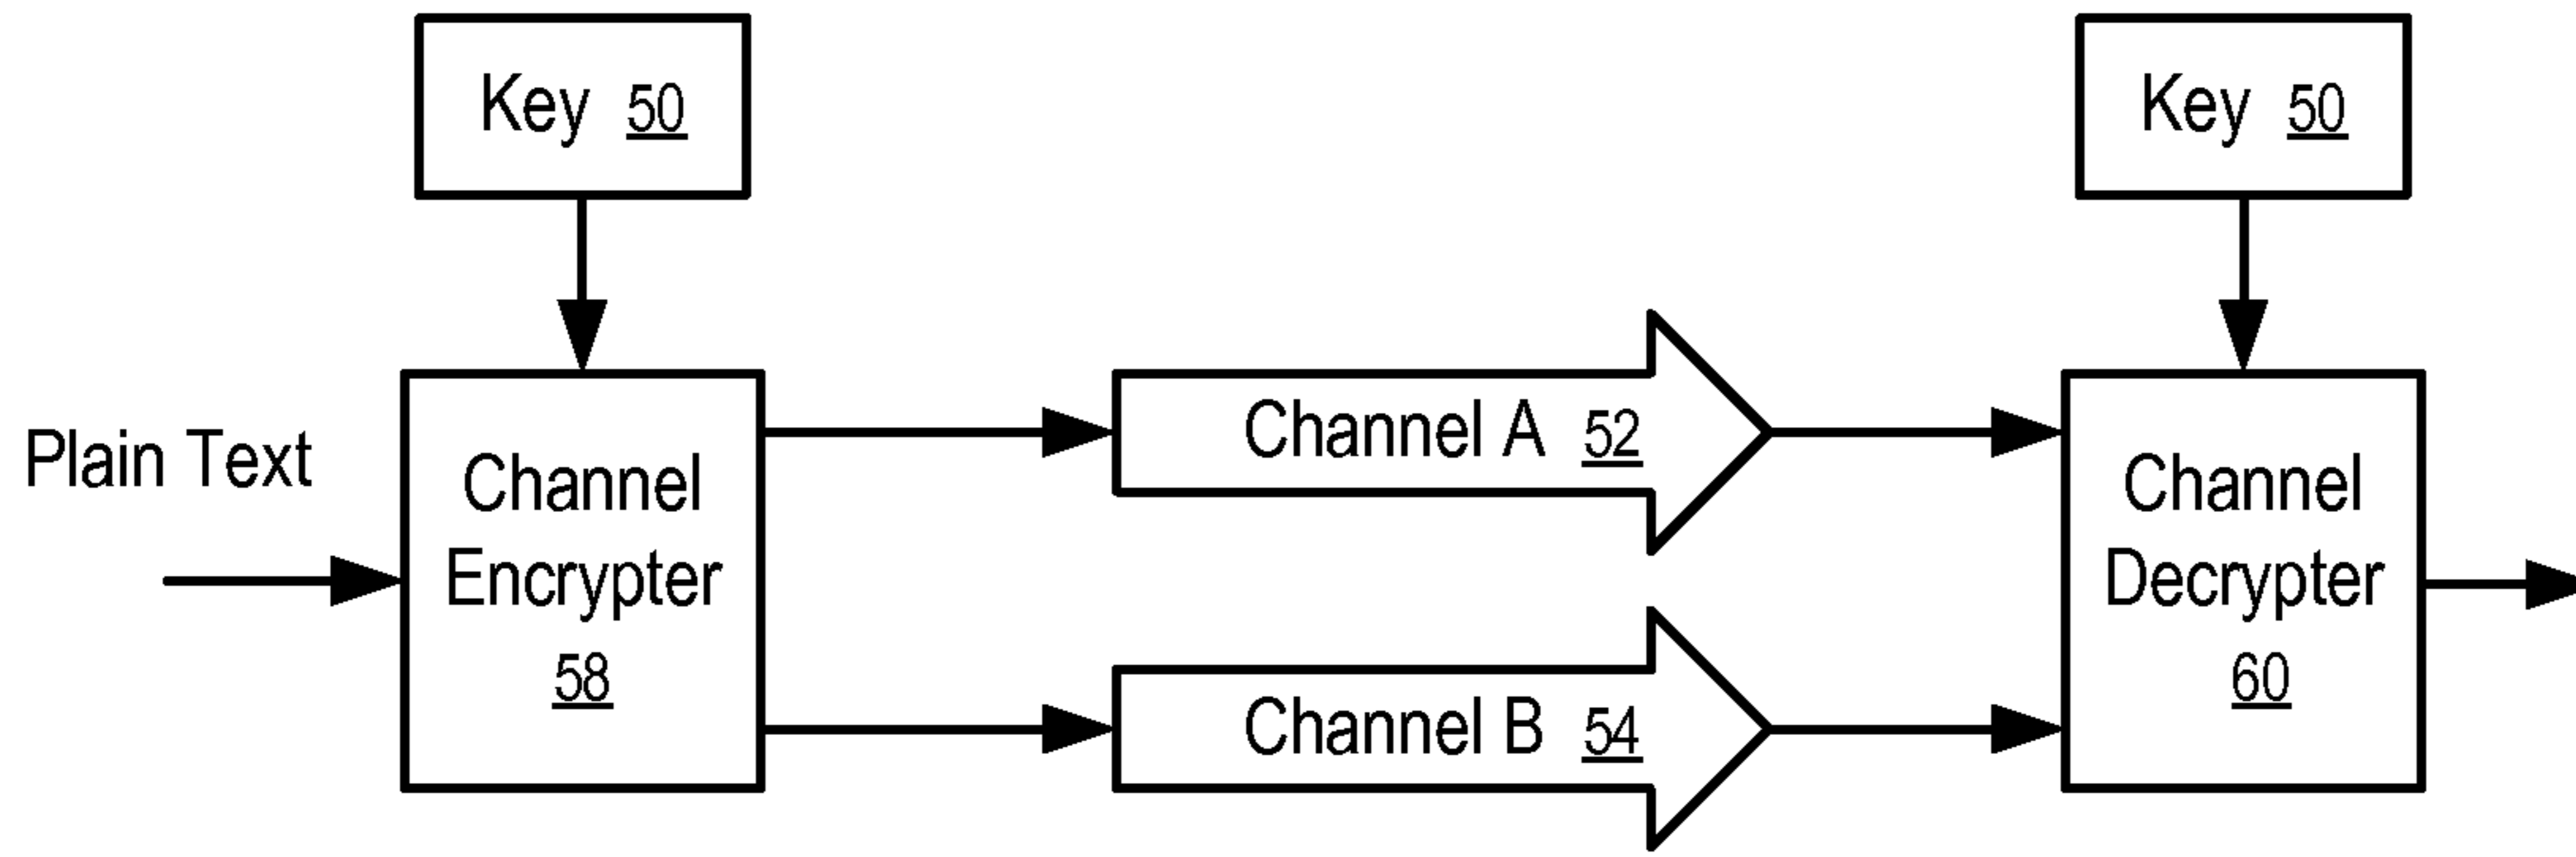 Key 50
Key 50
Plain Text
Channel
Encrypter
58
Channel A 52
Channel B 54
Channel
Decrypter
60